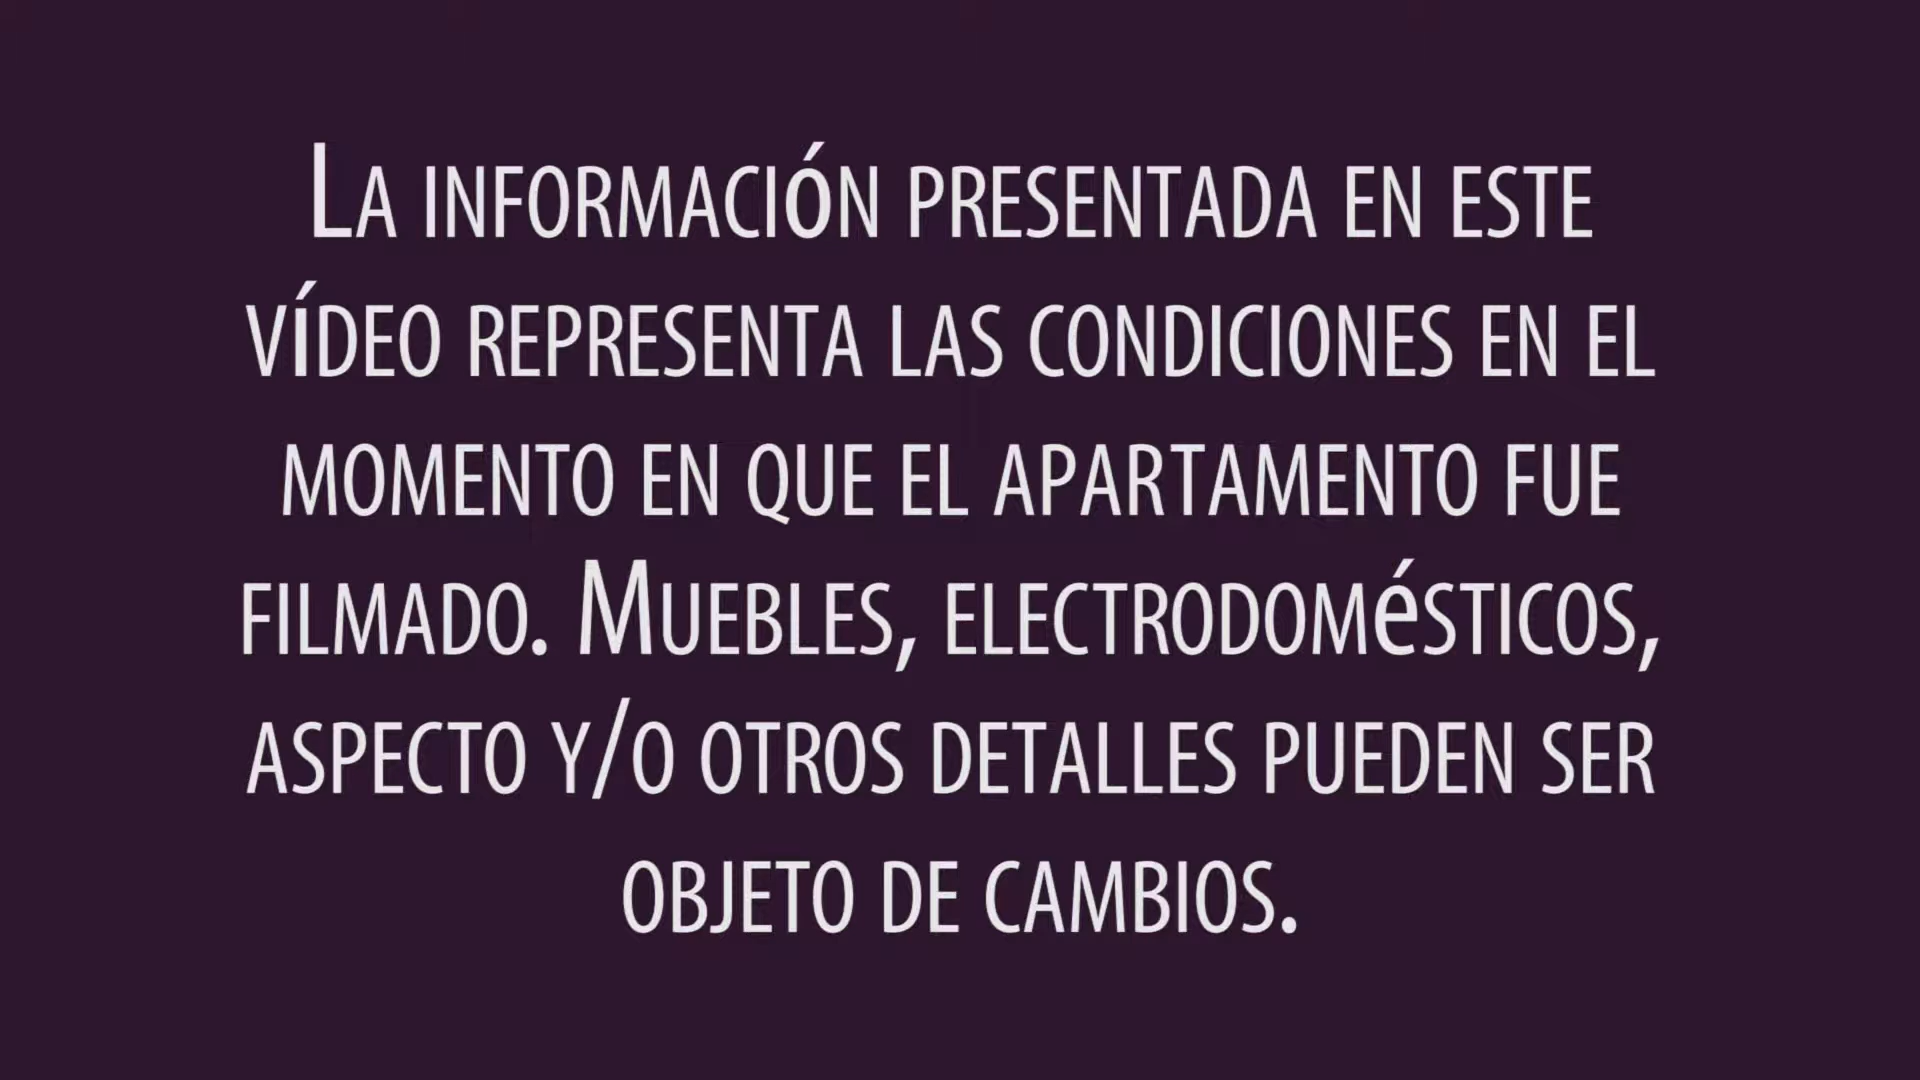 La información presentada en este
vídeo representa las condiciones en el
momento en que el apartamento fue
filmado. Muebles, electrodomésticos,
aspecto y/o otros detalles pueden ser
objeto de cambios.